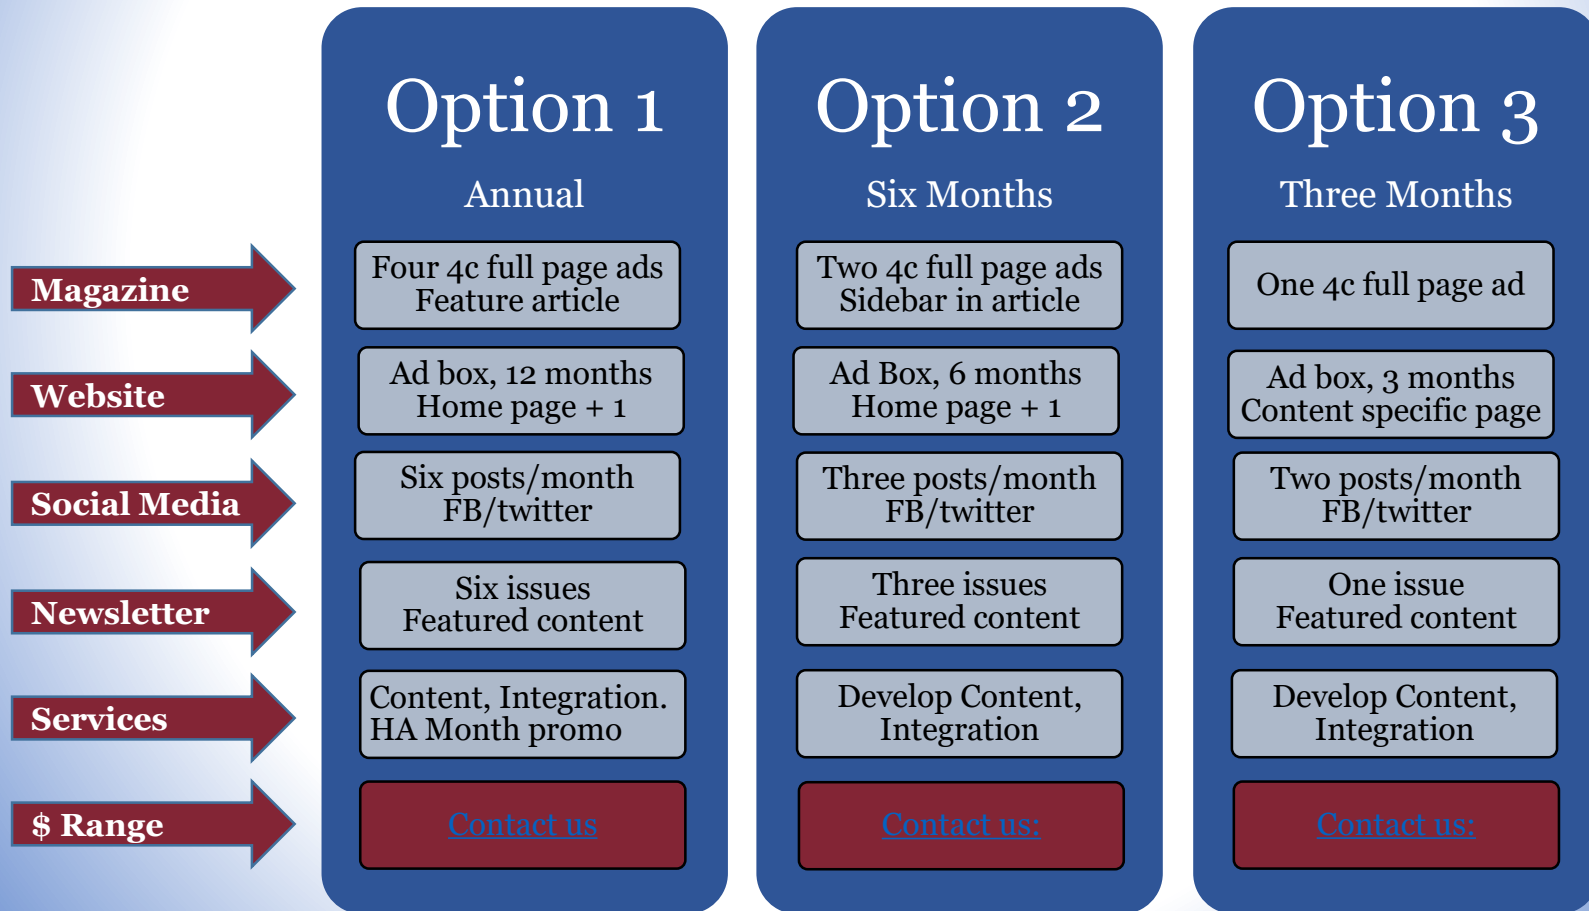 Option 1
Option 2
Option 3
Annual
Six Months
Three Months
Magazine
Four 4c full page ads
Feature article
Two 4c full page ads
Sidebar in article
One 4c full page ad
Website
Ad box, 12 months
Home page + 1
Ad Box, 6 months
Home page + 1
Ad box, 3 months
Content specific page
Social Media
Six posts/month
FB/twitter
Three posts/month
FB/twitter
Two posts/month
FB/twitter
Newsletter
Six issues
Featured content
Three issues
Featured content
One issue
Featured content
Services
Content, Integration.
HA Month promo
Develop Content,
Integration
Develop Content,
Integration
$ Range
Contact us
Contact us:
Contact us: